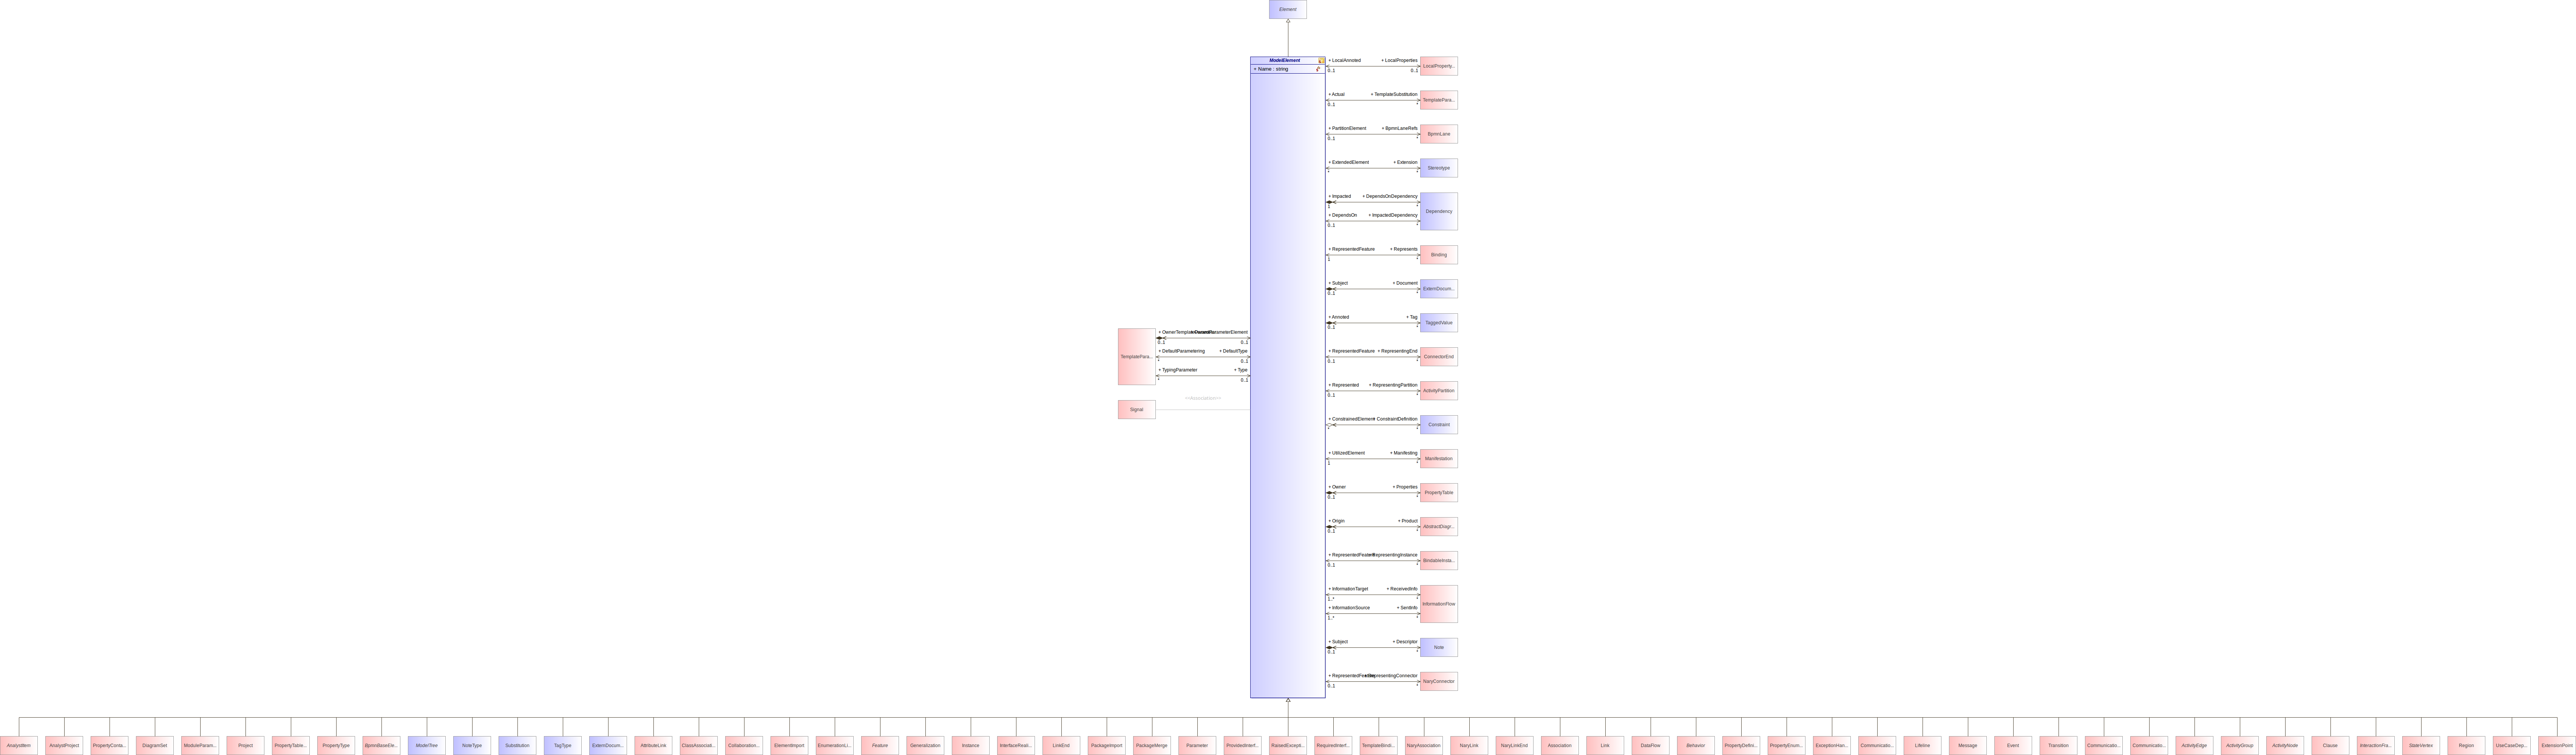 Element
ModelElement
+ Name : string
+ LocalAnnoted + LocalProperties
0..1 0..1
LocalProperty...
+ Actual + TemplateSubstitution
0..1 *
TemplatePara...
+ PartitionElement + BpmnLaneRefs
0..1 *
BpmnLane
+ ExtendedElement + Extension
* *
Stereotype
+ Impacted + DependsOnDependency
1 *
Dependency
+ DependsOn + ImpactedDependency
0..1 *
+ RepresentedFeature + Represents
1 *
Binding
+ Subject + Document
0..1 *
ExternDocum...
+ Annoted + Tag
0..1 *
TaggedValue
+ RepresentedFeature + RepresentingEnd
0..1 *
ConnectorEnd
+ Represented + RepresentingPartition
0..1 *
ActivityPartition
+ ConstrainedElement + ConstraintDefinition
* *
Constraint
+ UtilizedElement + Manifesting
1 *
Manifestation
+ Owner + Properties
0..1 *
PropertyTable
+ Origin + Product
0..1 *
AbstractDiagr...
+ RepresentedFeature + RepresentingInstance
0..1 *
BindableInsta...
+ InformationTarget + ReceivedInfo
1..* *
InformationFlow
+ InformationSource + SentInfo
1..* *
+ Subject + Descriptor
0..1 *
Note
+ RepresentedFeature + RepresentingConnector
0..1 *
NaryConnector
ParameterElement
0..1 0..1
TemplatePara...
+ DefaultParametering + DefaultType
* 0..1
+ TypingParameter + Type
* 0..1
Signal
AnalystItem AnalystProject PropertyConta... DiagramSet ModuleParam... Project PropertyTable... PropertyType BpmnBaseEle... ModelTree NoteType Substitution TagType ExternDocum... AttributeLink ClassAssociati... Collaboration... ElementImport EnumerationLi... Feature Generalization Instance InterfaceReali... LinkEnd PackageImport PackageMerge Parameter ProvidedInterf... RaisedExcepti... RequiredInterf... TemplateBindi... NaryAssociation NaryLink NaryLinkEnd Association Link DataFlow Behavior PropertyDefini... PropertyEnum... ExceptionHan... Communicatio... Lifeline Message Event Transition Communicatio... Communicatio... ActivityEdge ActivityGroup ActivityNode Clause InteractionFra... StateVertex Region UseCaseDep...